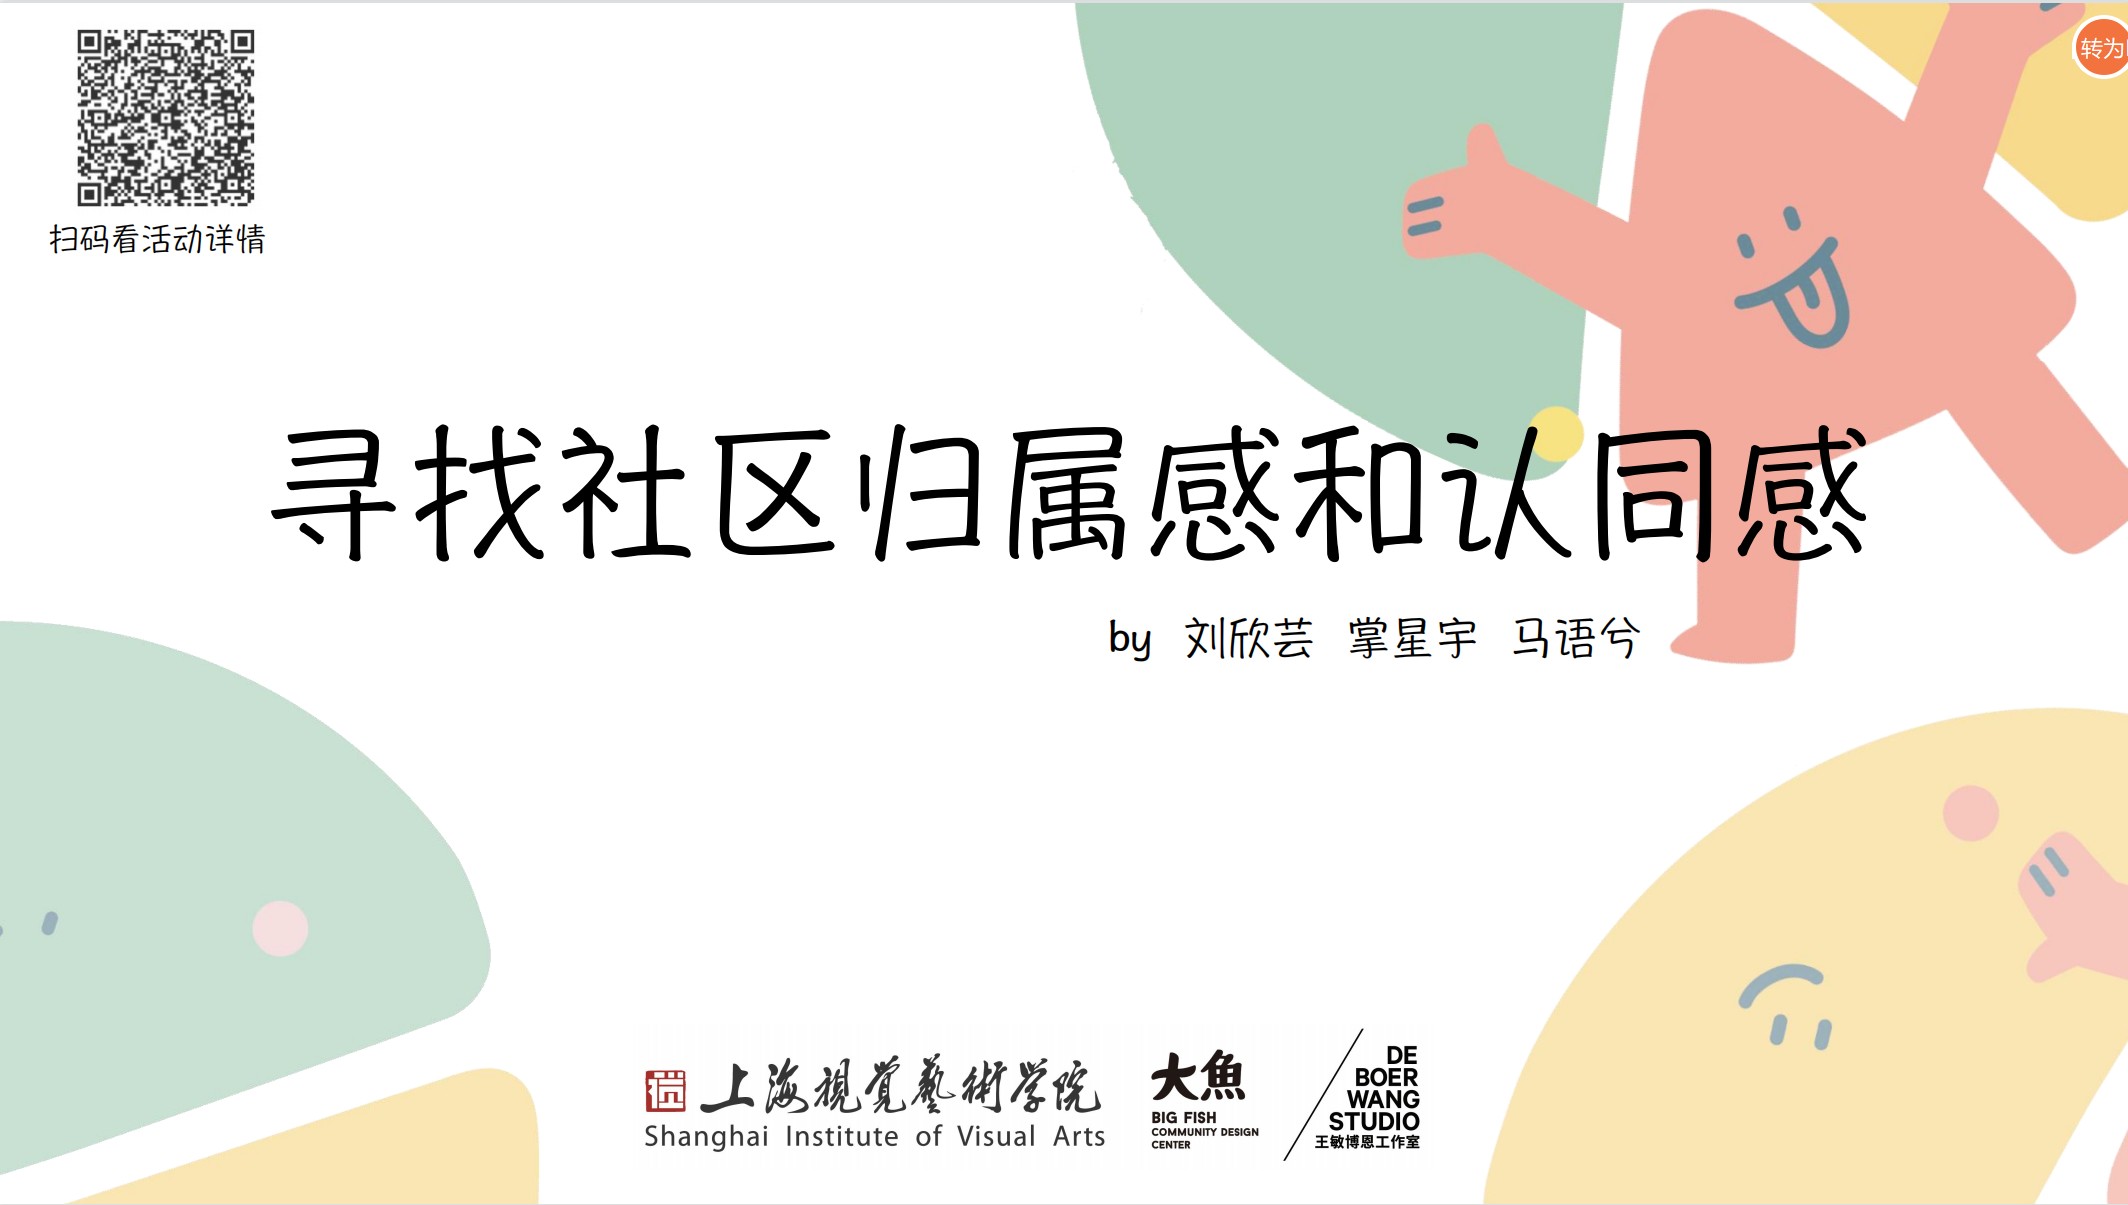 转为
扫码看活动详情
寻找社区归属感和认同感
by 刘欣芸 掌星宇 马语兮
上海視覺藝術学院
Shanghai Institute of Visual Arts
大魚
BIG FISH
COMMUNITY DESIGN
CENTER
DE
BOER
WANG
STUDIO
王敏博恩工作室